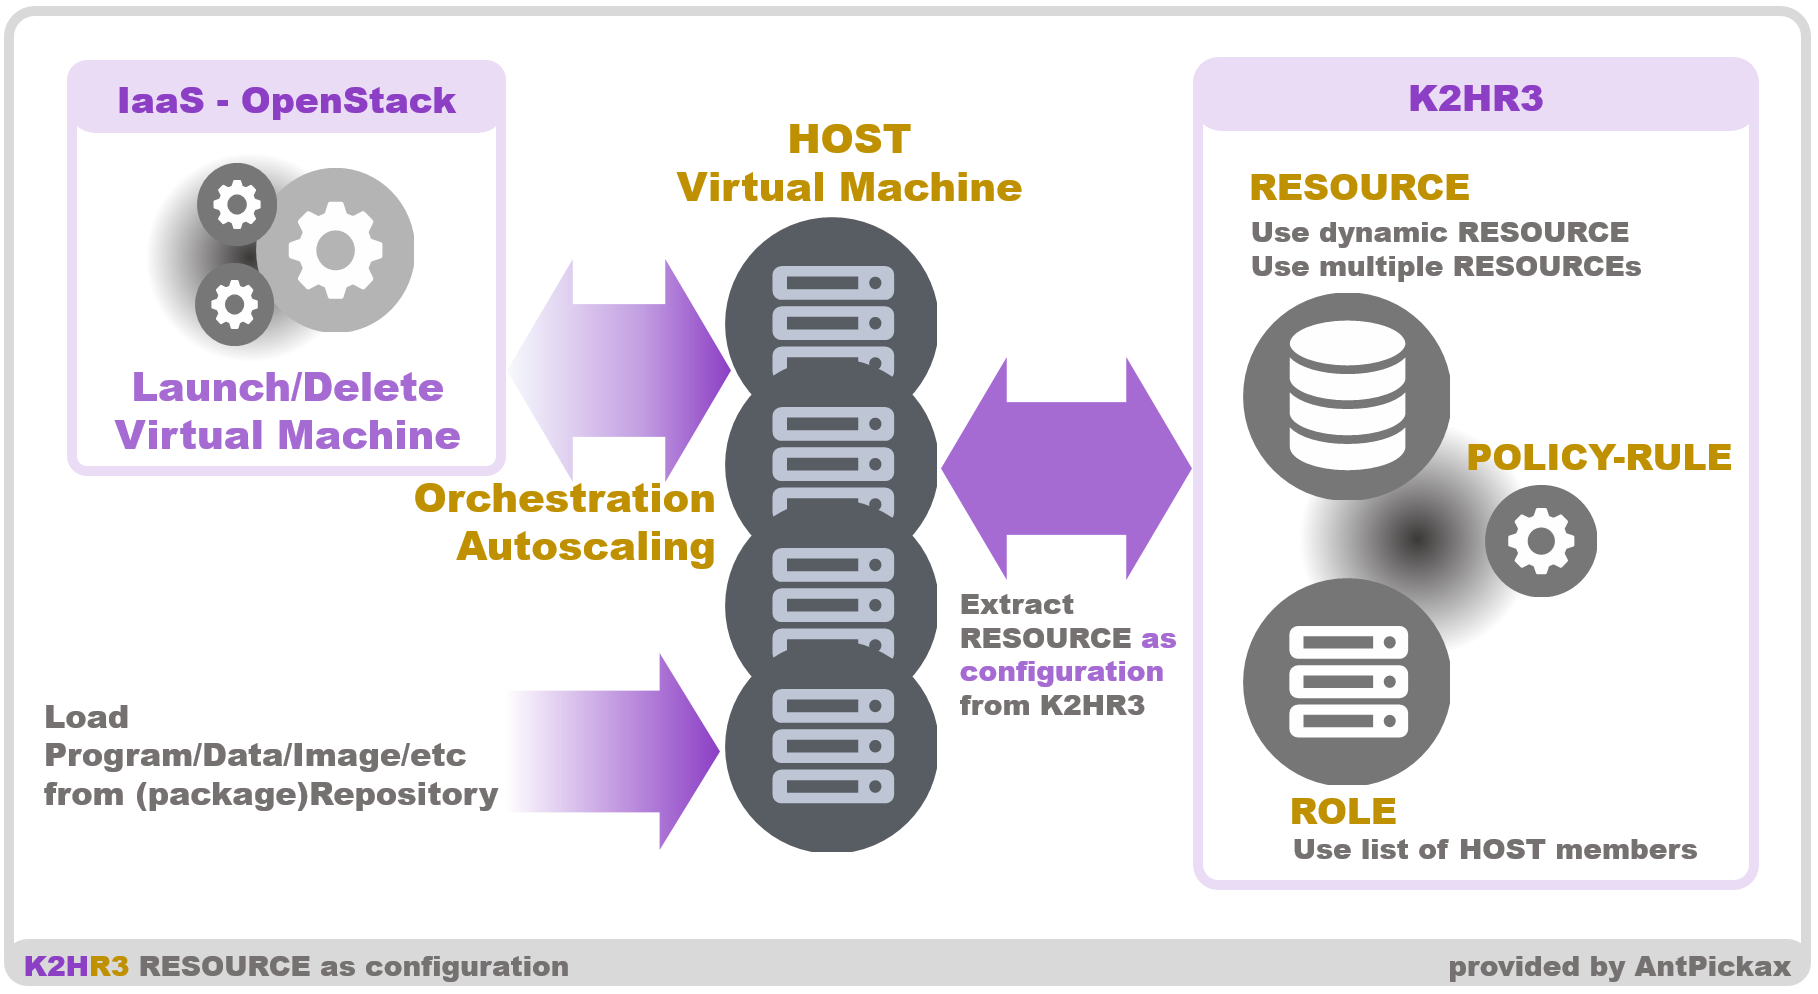 IaaS - OpenStack
Launch/Delete
Virtual Machine
HOST
Virtual Machine
Orchestration
Autoscaling
Load
Program/Data/Image/etc
from (package)Repository
Extract
RESOURCE as
configuration
from K2HR3
K2HR3
RESOURCE
Use dynamic RESOURCE
Use multiple RESOURCEs
POLICY-RULE
ROLE
Use list of HOST members
K2HR3 RESOURCE as configuration
provided by AntPickax